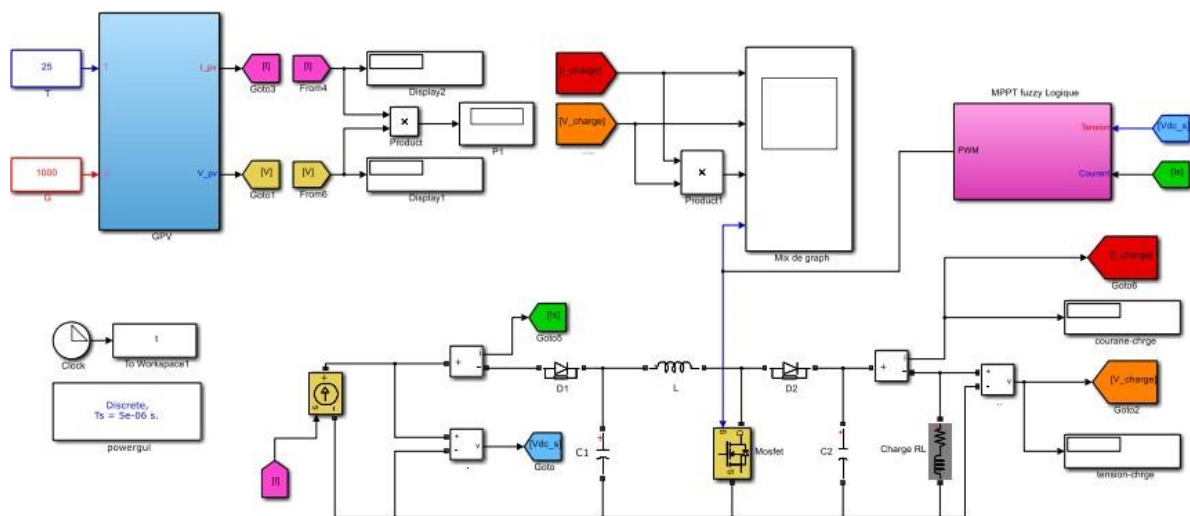 25
T
T
I_pv
[I]
Goto3
[I]
From4
Display2
×
Product
P1
1000
G
V_pv
[V]
Goto1
[V]
From6
Display1
GPV
[I_charge]
[V_charge]
.....
×
Product1
Mix de graph
MPPT fuzzy Logique
Tension
PWM
Courant
[Vdc_s]
[Is]
[I_charge]
Goto6
courane-chrge
[V_charge]
Goto2
tension-chrge
Clock
1
To Workspace1
Discrete,
Ts = 5e-06 s.
powergui
[Is]
Goto5
+
-
i
D1
L
D2
+
-
i
+
-
v
..
+
s
-
[I]
+
-
v
.
[Vdc_s]
Goto
+
C1
g
D
S
Mosfet
+
C2
Charge RL